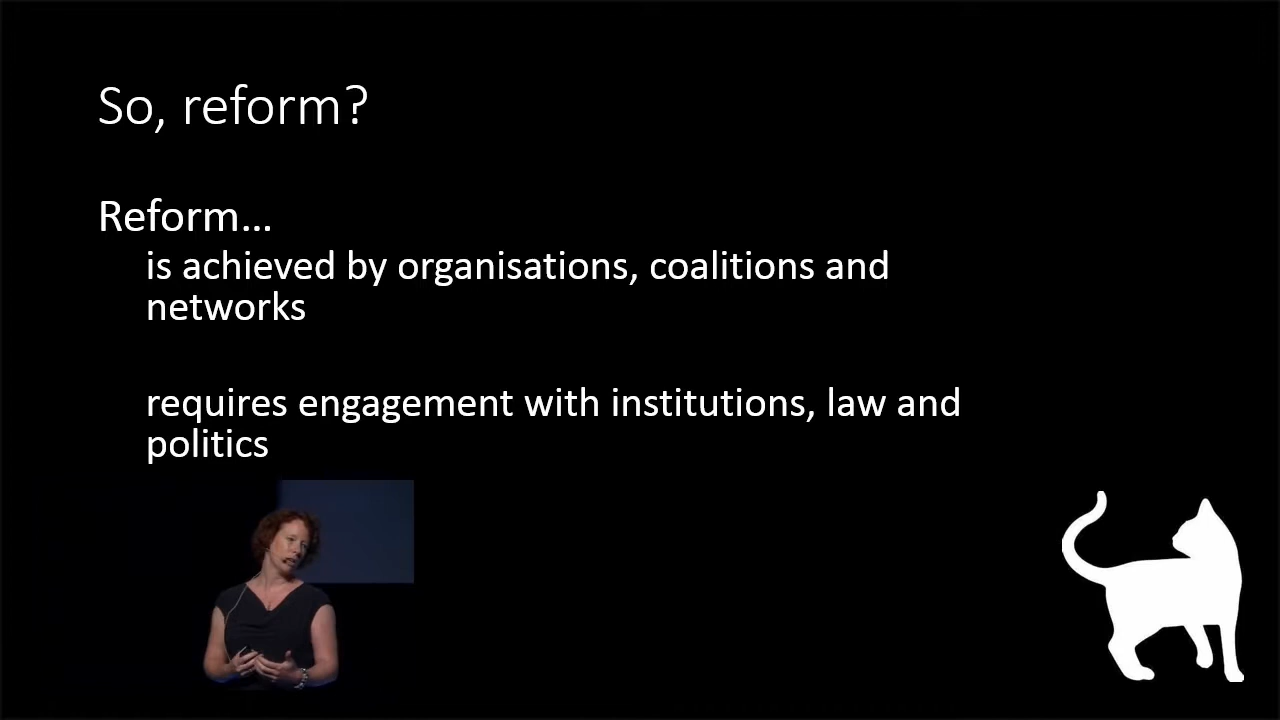 So, reform?
Reform...
is achieved by organisations, coalitions and
networks
requires engagement with institutions, law and
politics